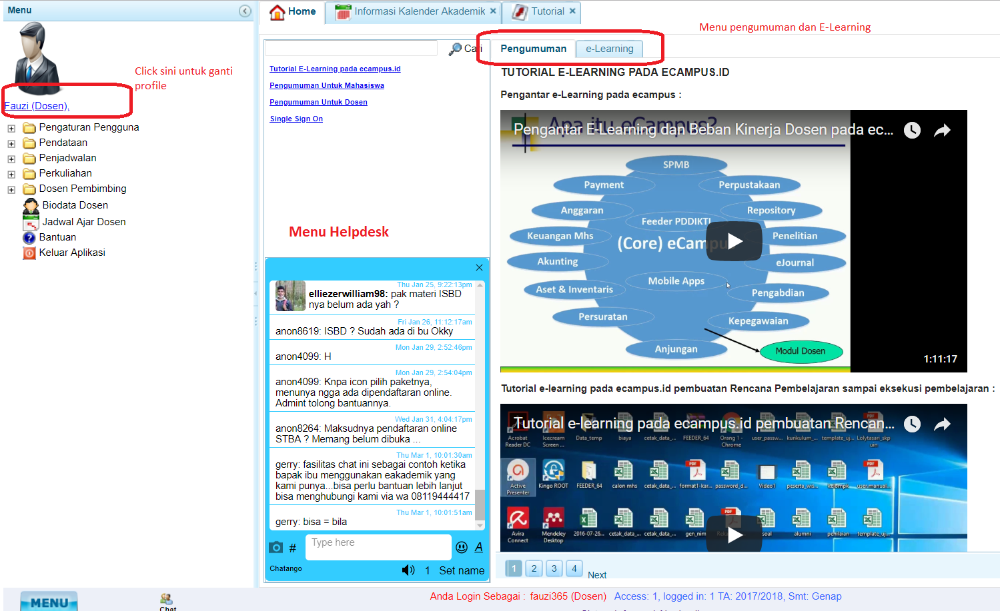 Menu
Home
Informasi Kalender Akademik ×
Tutorial ×
Menu pengumuman dan E-Learning
Click sini untuk ganti
profile
Fauzi (Dosen),
Pengaturan Pengguna
Pendataan
Penjadwalan
Perkuliahan
Dosen Pembimbing
Biodata Dosen
Jadwal Ajar Dosen
Bantuan
Keluar Aplikasi
Cari
Tutorial E-Learning pada ecampus.id
Pengumuman Untuk Mahasiswa
Pengumuman Untuk Dosen
Single Sign On
Menu Helpdesk
Thu Jan 25, 9:22:13pm
elliezerwilliam98: pak materi ISBD
nya belum ada yah ?
Fri Jan 26, 11:12:17am
anon8619: ISBD ? Sudah ada di bu Okky
Mon Jan 29, 2:52:46pm
anon4099: H
Mon Jan 29, 2:54:04pm
anon4099: Knpa icon pilih paketnya,
menunya ngga ada dipendaftaran online.
Admint tolong bantuannya.
Wed Jan 31, 4:04:17pm
anon8264: Maksudnya pendaftaran online
STBA ? Memang belum dibuka ...
Thu Mar 1, 10:01:30am
gerry: fasilitas chat ini sebagai contoh ketika
bapak ibu menggunakan eakademik yang
kami punya...bisa perlu bantuan lebih lanjut
bisa menghubungi kami via wa 08119444417
Thu Mar 1, 10:01:51am
gerry: bisa = bila
# Type here A
Chatango 1 Set name
Pengumuman e-Learning
TUTORIAL E-LEARNING PADA ECAMPUS.ID
Pengantar e-Learning pada ecampus :
Apa itu eCampus?
Pengantar E-Learning dan Beban Kinerja Dosen pada ec...
SPMB
Payment Perpustakaan
Anggaran Repository
Feeder PDDIKTI
Keuangan Mhs Penelitian
(Core) eCampu
Akunting eJournal
Mobile Apps
Aset & Inventaris Pengabdian
Persuratan Kepegawaian
Anjungan Modul Dosen
1:11:17
Tutorial e-learning pada ecampus.id pembuatan Rencana Pembelajaran sampai eksekusi pembelajaran :
Tutorial e-learning pada ecampus.id pembuatan Rencan...
Acrobat Reader DC
Icecream Screen ...
Data_temp
biaya
cetak_data_...
FEEDER_64
Orang 1 - Chrome
user_passw...
kurikulum_...
template_uj...
Active Presenter
Kingo ROOT
FEEDER_64
calon mhs
cetak_data_...
format1-kar...
password_d...
Video1
peserta_wis...
kelompk
usermanual...
Avira Connect
Mendeley Desktop
2016-07-26...
cetak_data_...
cetak_data_...
gen_nim
soal
alumni
penilaian
template_uj...
1 2 3 4 Next
MENU
Chat
Anda Login Sebagai : fauzi365 (Dosen) Access: 1, logged in: 1 TA: 2017/2018, Smt: Genap